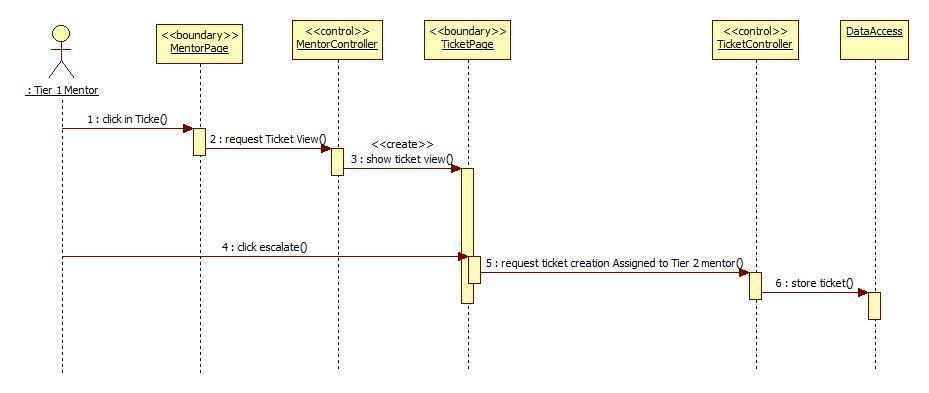 <<boundary>>
MentorPage
<<control>>
MentorController
<<boundary>>
TicketPage
<<control>>
TicketController
DataAccess
: Tier 1 Mentor
1 : click in Ticke()
2 : request Ticket View()
<<create>>
3 : show ticket view()
4 : click escalate()
5 : request ticket creation Assigned to Tier 2 mentor()
6 : store ticket()